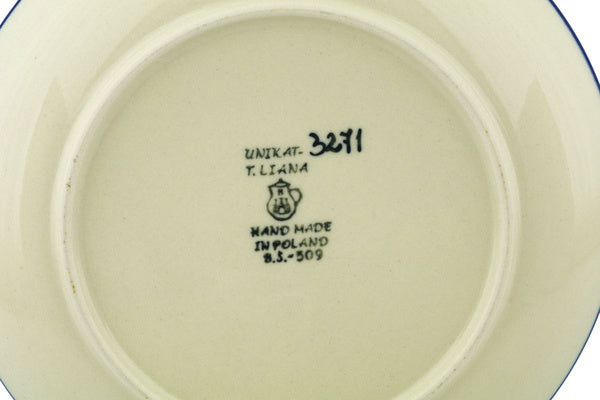 UNIKAT- 3271
T. LIANA
HAND MADE
IN POLAND
B.S.-509